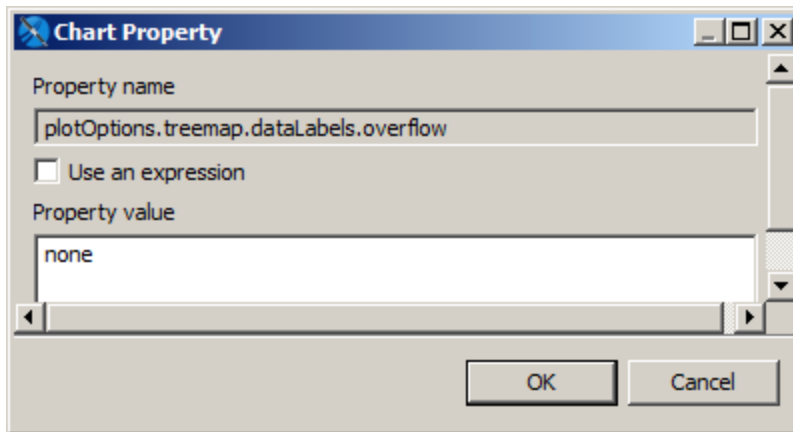 Chart Property
Property name
plotOptions.treemap.dataLabels.overflow
Use an expression
Property value
none
OK
Cancel